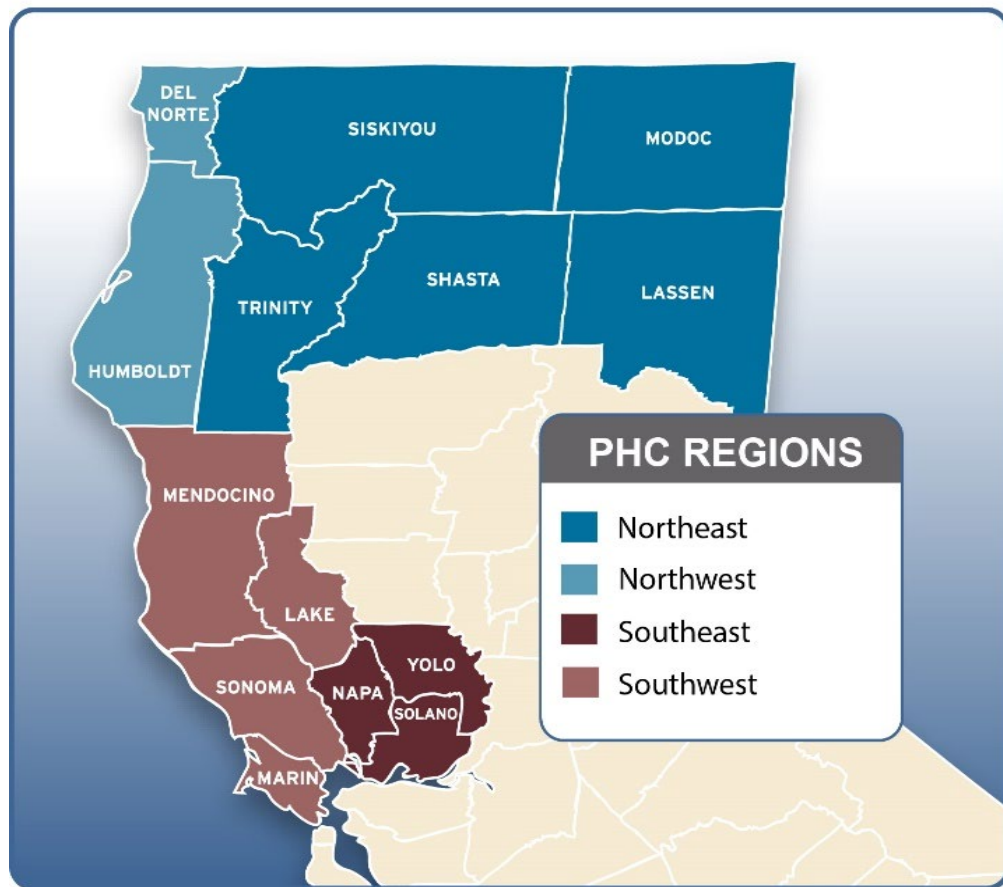 DEL
NORTE
SISKIYOU
MODOC
SHASTA
LASSEN
TRINITY
HUMBOLDT
MENDOCINO
LAKE
SONOMA
NAPA
YOLO
SOLANO
MARIN
PHC REGIONS
Northeast
Northwest
Southeast
Southwest